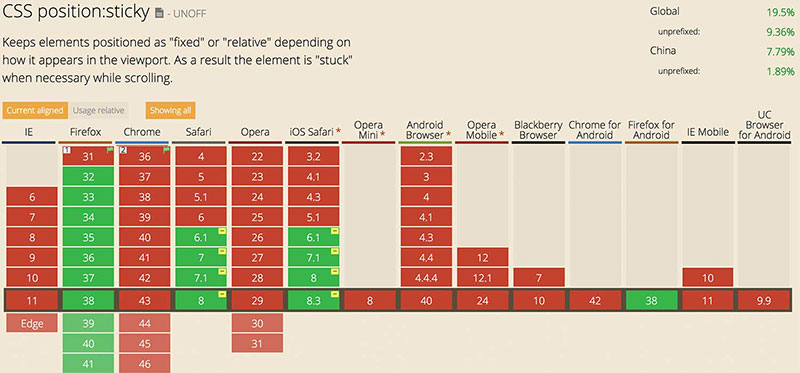 CSS position:sticky - UNOFF
Global 19.5%
unprefixed: 9.36%
China 7.79%
unprefixed: 1.89%
Keeps elements positioned as "fixed" or "relative" depending on
how it appears in the viewport. As a result the element is "stuck"
when necessary while scrolling.
Current aligned Usage relative Showing all
IE Firefox Chrome Safari Opera iOS Safari * Opera Mini * Android Browser * Opera Mobile * Blackberry Browser Chrome for Android Firefox for Android IE Mobile UC Browser for Android
1 31 2 36 4 22 3.2 2.3
32 37 5 23 4.1 3
6 33 38 5.1 24 4.3 4
7 34 39 6 25 5.1 4.1
8 35 40 6.1 26 6.1 4.3
9 36 41 7 27 7.1 4.4 12
10 37 42 7.1 28 8 4.4.4 12.1 7 10
11 38 43 8 29 8.3 8 40 24 10 42 38 11 9.9
Edge 39 44 30
40 45 31
41 46